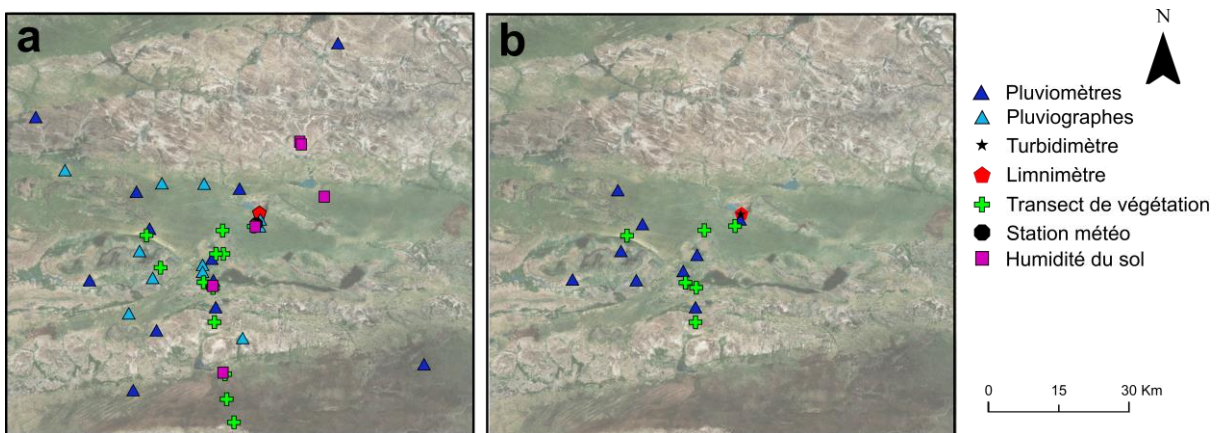 a
b
N
Pluviomètres
Pluviographes
Turbidimètre
Limnimètre
Transect de végétation
Station météo
Humidité du sol
0 15 30 Km